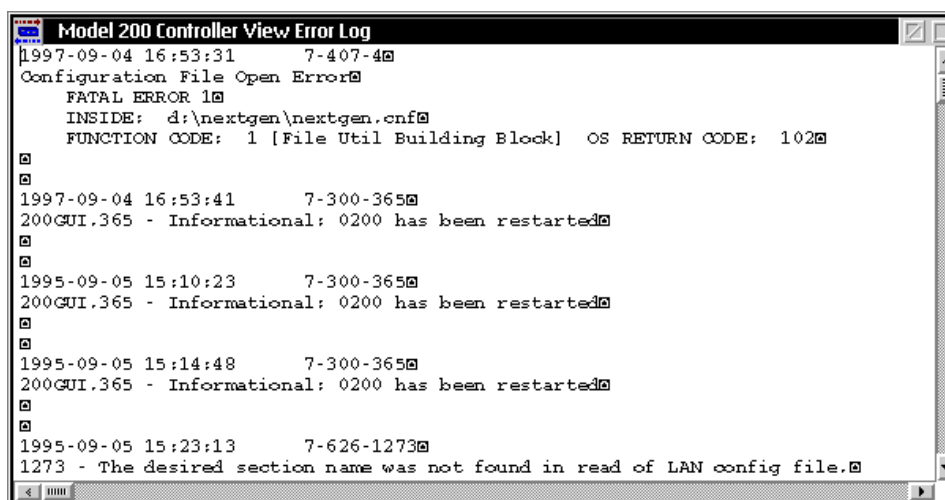 Model 200 Controller View Error Log
1997-09-04 16:53:31 7-407-4
Configuration File Open Error
FATAL ERROR 1
INSIDE: d:\nextgen\nextgen.cnf
FUNCTION CODE: 1 [File Util Building Block] OS RETURN CODE: 102
1997-09-04 16:53:41 7-300-365
200GUI.365 - Informational: 0200 has been restarted
1995-09-05 15:10:23 7-300-365
200GUI.365 - Informational: 0200 has been restarted
1995-09-05 15:14:48 7-300-365
200GUI.365 - Informational: 0200 has been restarted
1995-09-05 15:23:13 7-626-1273
1273 - The desired section name was not found in read of LAN config file.